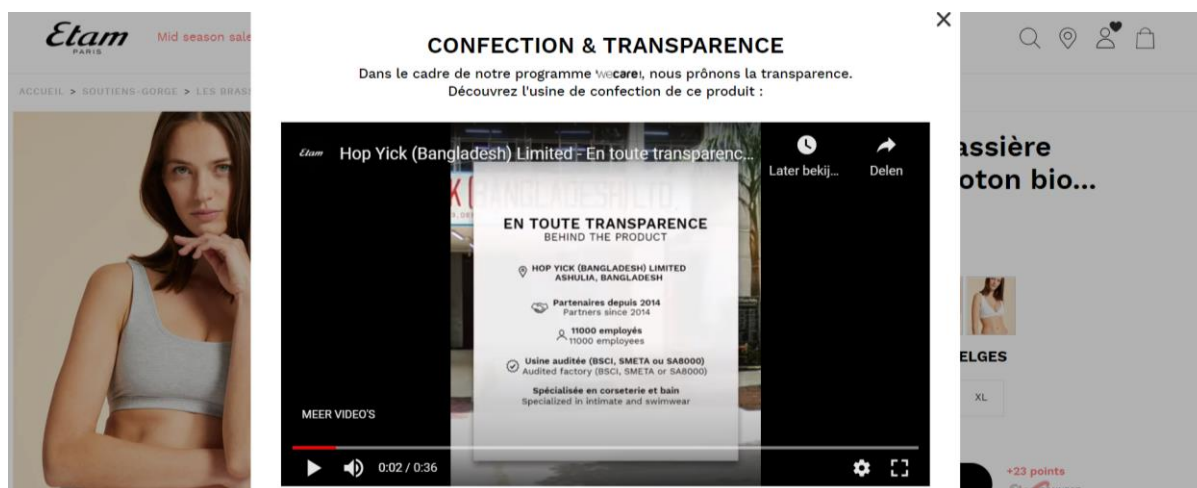 Etam
PARIS
Mid season sale
ACCUEIL > SOUTIENS-GORGE > LES BRAS
CONFECTION & TRANSPARENCE
Dans le cadre de notre programme wecare!, nous prônons la transparence.
Découvrez l'usine de confection de ce produit :
Etam
Hop Yick (Bangladesh) Limited - En toute transparenc...
Later bekij...
Delen
K (BANGLADESH) LTD.
EN TOUTE TRANSPARENCE
BEHIND THE PRODUCT
HOP YICK (BANGLADESH) LIMITED
ASHULIA, BANGLADESH
Partenaires depuis 2014
Partners since 2014
11000 employés
11000 employees
Usine auditée (BSCI, SMETA ou SA8000)
Audited factory (BSCI, SMETA or SA8000)
Spécialisée en corseterie et bain
Specialized in intimate and swimwear
MEER VIDEO'S
0:02 / 0:36
assière
oton bio...
ELGES
XL
+23 points